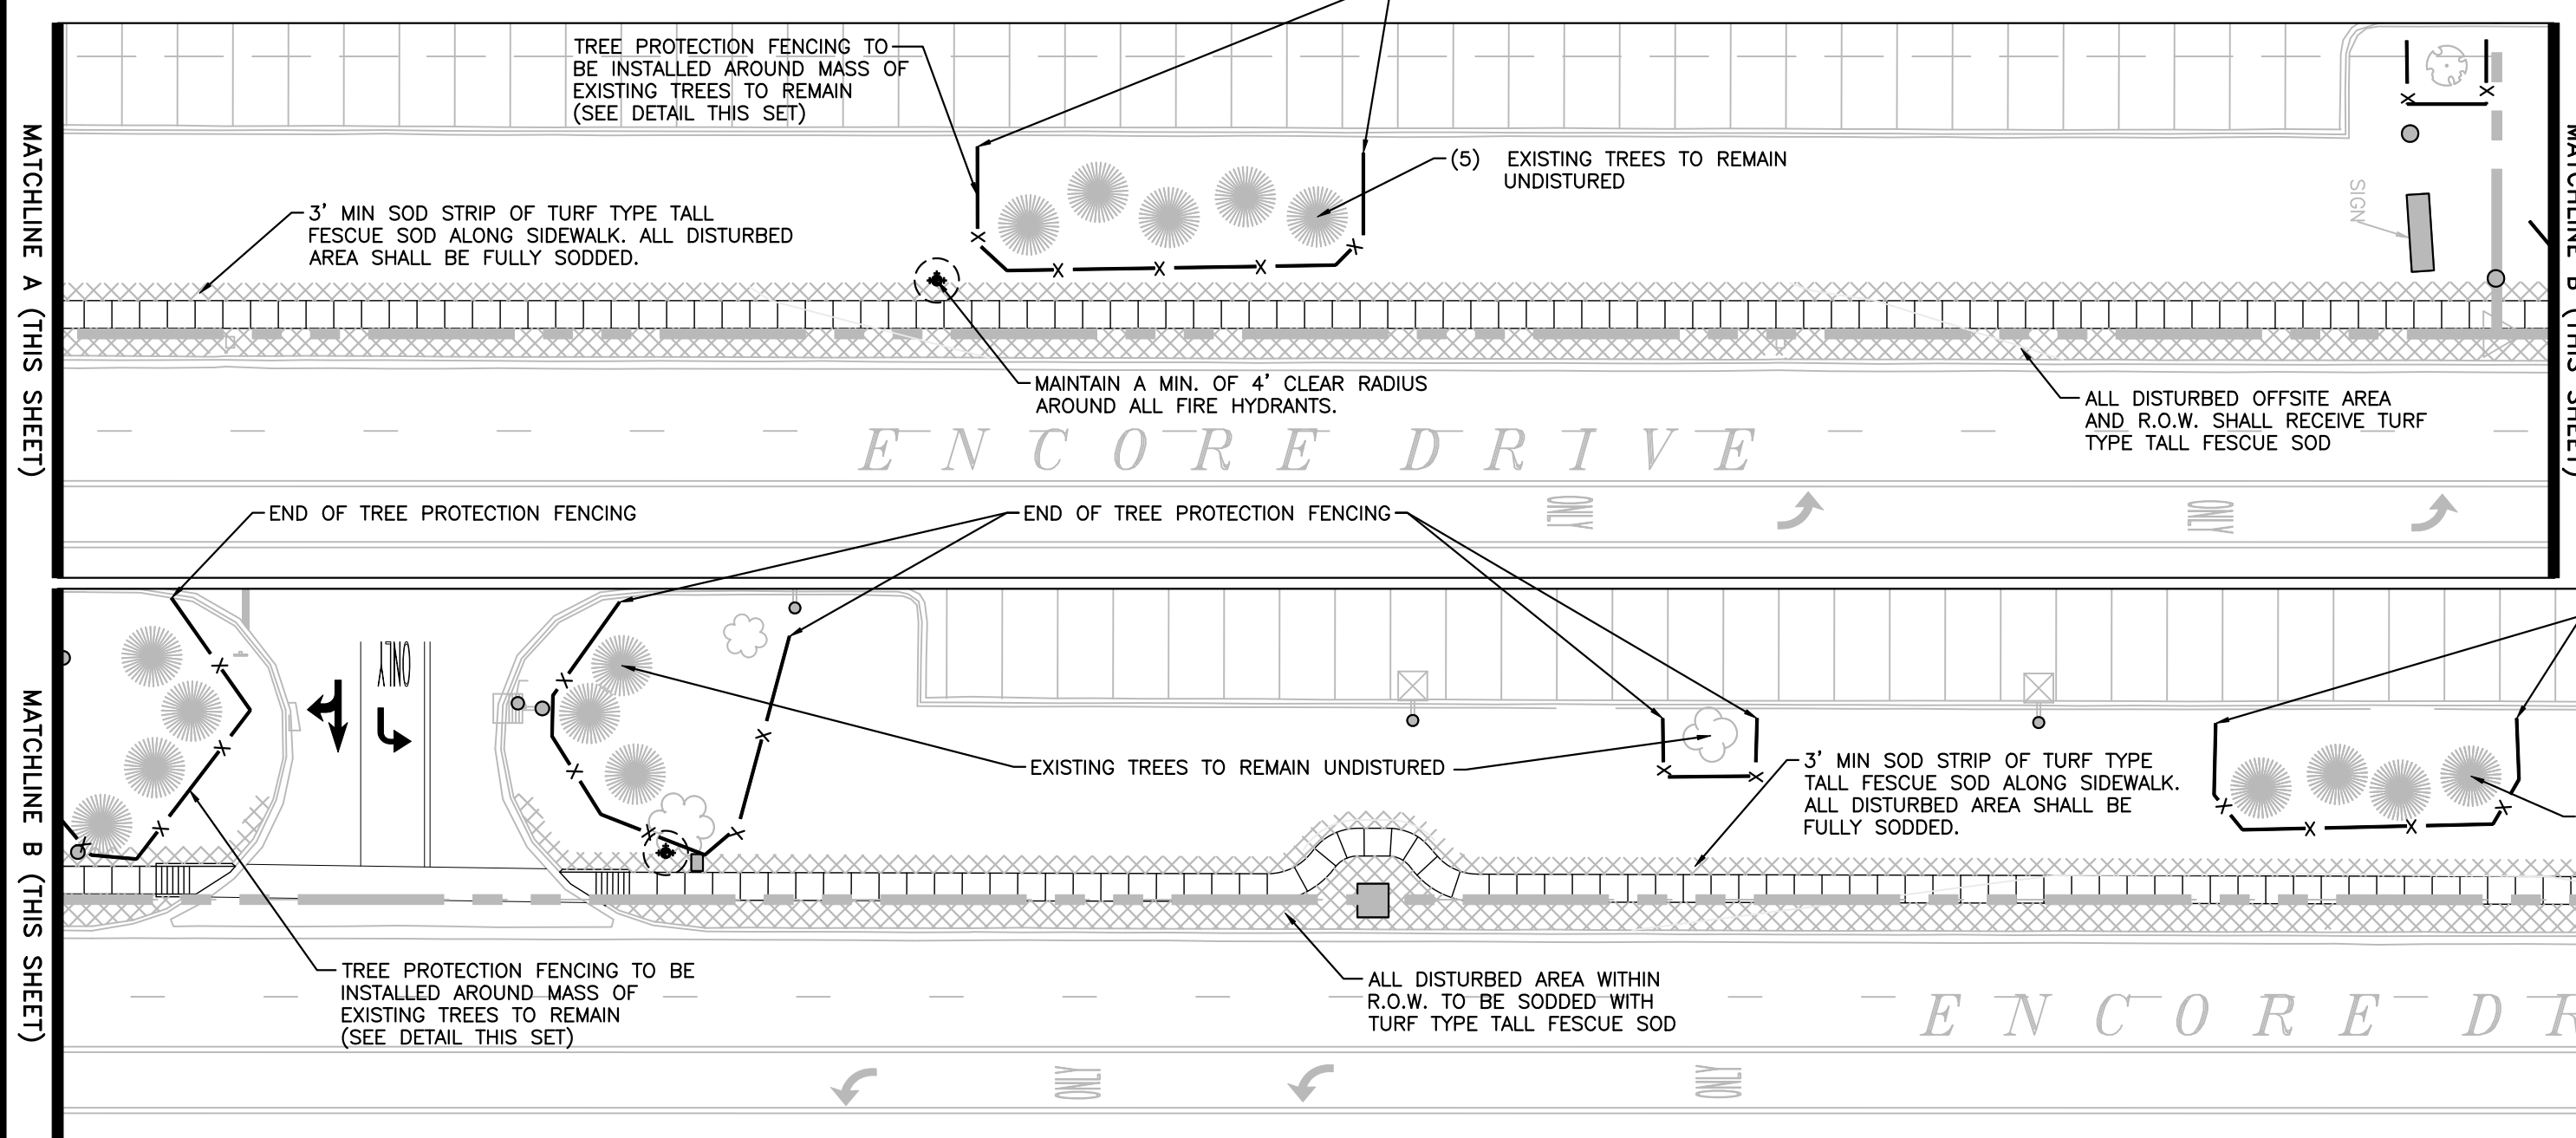 TREE PROTECTION FENCING TO
BE INSTALLED AROUND MASS OF
EXISTING TREES TO REMAIN
(SEE DETAIL THIS SET)
MATCHLINE A (THIS SHEET)
MATCHLINE B (THIS SHEET)
(5) EXISTING TREES TO REMAIN
UNDISTURED
SIGN
3' MIN SOD STRIP OF TURF TYPE TALL
FESCUE SOD ALONG SIDEWALK. ALL DISTURBED
AREA SHALL BE FULLY SODDED.
MAINTAIN A MIN. OF 4' CLEAR RADIUS
AROUND ALL FIRE HYDRANTS.
ALL DISTURBED OFFSITE AREA
AND R.O.W. SHALL RECEIVE TURF
TYPE TALL FESCUE SOD
ENCORE DRIVE
ONLY
ONLY
END OF TREE PROTECTION FENCING
END OF TREE PROTECTION FENCING
ONLY
MATCHLINE B (THIS SHEET)
EXISTING TREES TO REMAIN UNDISTURED
3' MIN SOD STRIP OF TURF TYPE
TALL FESCUE SOD ALONG SIDEWALK.
ALL DISTURBED AREA SHALL BE
FULLY SODDED.
TREE PROTECTION FENCING TO BE
INSTALLED AROUND MASS OF
EXISTING TREES TO REMAIN
(SEE DETAIL THIS SET)
ALL DISTURBED AREA WITHIN
R.O.W. TO BE SODDED WITH
TURF TYPE TALL FESCUE SOD
ENCORE DR
ONLY
ONLY